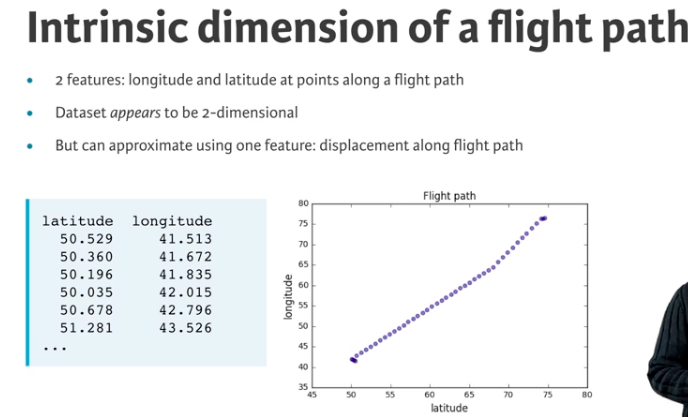 Intrinsic dimension of a flight path
• 2 features: longitude and latitude at points along a flight path
• Dataset appears to be 2-dimensional
• But can approximate using one feature: displacement along flight path
latitude longitude
50.529 41.513
50.360 41.672
50.196 41.835
50.035 42.015
50.678 42.796
51.281 43.526
...
Flight path
80
75
70
65
60
55
50
45
40
35
longitude
45 50 55 60 65 70 75 80
latitude